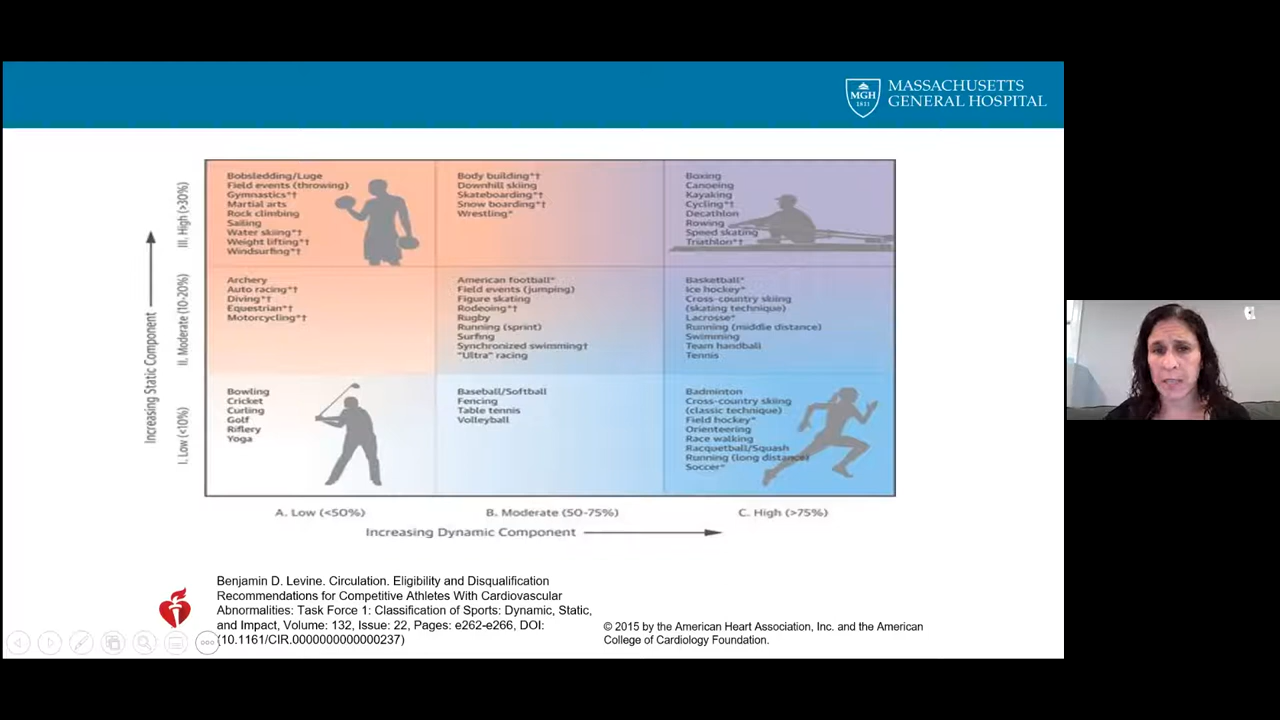 MASSACHUSETTS
GENERAL HOSPITAL
MGH
1811
Increasing Static Component
III. High (>30%)
II. Moderate (10-20%)
I. Low (<10%)
Bobsledding/Luge
Field events (throwing)
Gymnastics*†
Martial arts
Rock climbing
Sailing
Water skiing*†
Weight lifting*†
Windsurfing*†
Body building*†
Downhill skiing
Skateboarding*†
Snow boarding*†
Wrestling*
Boxing
Canoeing
Kayaking
Cycling*†
Decathlon
Rowing
Speed skating
Triathlon*†
Archery
Auto racing*†
Diving*†
Equestrian*†
Motorcycling*†
American football*
Field events (jumping)
Figure skating
Rodeoing*†
Rugby
Running (sprint)
Surfing
Synchronized swimming†
"Ultra" racing
Basketball*
Ice hockey*
Cross-country skiing
(skating technique)
Lacrosse*
Running (middle distance)
Swimming
Team handball
Tennis
Bowling
Cricket
Curling
Golf
Riflery
Yoga
Baseball/Softball
Fencing
Table tennis
Volleyball
Badminton
Cross-country skiing
(classic technique)
Field hockey*
Orienteering
Race walking
Racquetball/Squash
Running (long distance)
Soccer*
A. Low (<50%)
B. Moderate (50-75%)
C. High (>75%)
Increasing Dynamic Component
Benjamin D. Levine. Circulation. Eligibility and Disqualification
Recommendations for Competitive Athletes With Cardiovascular
Abnormalities: Task Force 1: Classification of Sports: Dynamic, Static,
and Impact, Volume: 132, Issue: 22, Pages: e262-e266, DOI:
(10.1161/CIR.0000000000000237)
© 2015 by the American Heart Association, Inc. and the American
College of Cardiology Foundation.